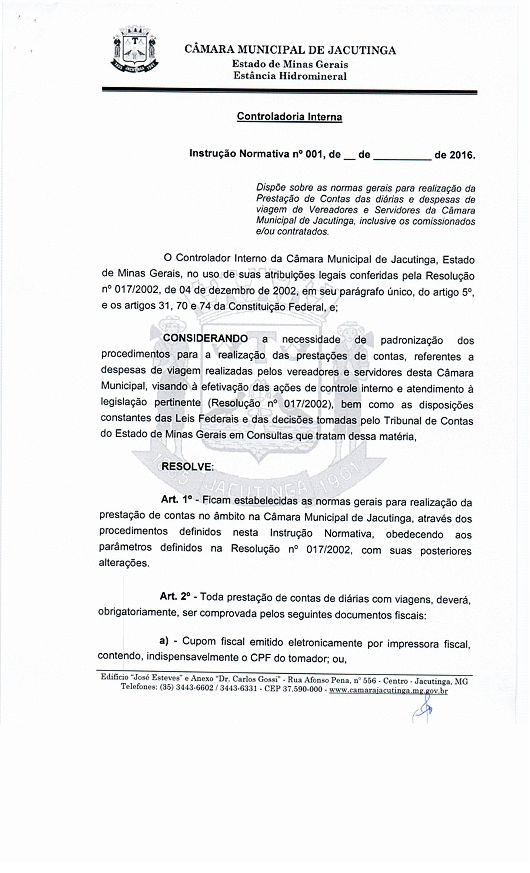 CÂMARA MUNICIPAL DE JACUTINGA
Estado de Minas Gerais
Estância Hidromineral
Controladoria Interna
Instrução Normativa nº 001, de __ de __________ de 2016.
Dispõe sobre as normas gerais para realização da
Prestação de Contas das diárias e despesas de
viagem de Vereadores e Servidores da Câmara
Municipal de Jacutinga, inclusive os comissionados
e/ou contratados.
O Controlador Interno da Câmara Municipal de Jacutinga, Estado
de Minas Gerais, no uso de suas atribuições legais conferidas pela Resolução
nº 017/2002, de 04 de dezembro de 2002, em seu parágrafo único, do artigo 5º,
e os artigos 31, 70 e 74 da Constituição Federal, e;
CONSIDERANDO a necessidade de padronização dos
procedimentos para a realização das prestações de contas, referentes a
despesas de viagem realizadas pelos vereadores e servidores desta Câmara
Municipal, visando à efetivação das ações de controle interno e atendimento à
legislação pertinente (Resolução nº 017/2002), bem como as disposições
constantes das Leis Federais e das decisões tomadas pelo Tribunal de Contas
do Estado de Minas Gerais em Consultas que tratam dessa matéria,
RESOLVE:
Art. 1º - Ficam estabelecidas as normas gerais para realização da
prestação de contas no âmbito na Câmara Municipal de Jacutinga, através dos
procedimentos definidos nesta Instrução Normativa, obedecendo aos
parâmetros definidos na Resolução nº 017/2002, com suas posteriores
alterações.
Art. 2º - Toda prestação de contas de diárias com viagens, deverá,
obrigatoriamente, ser comprovada pelos seguintes documentos fiscais:
a) - Cupom fiscal emitido eletronicamente por impressora fiscal,
contendo, indispensavelmente o CPF do tomador; ou,
Edifício "José Esteves" e Anexo "Dr. Carlos Gossi" - Rua Afonso Pena, nº 556 - Centro - Jacutinga, MG
Telefones: (35) 3443-6602 / 3443-6331 - CEP 37.590-000 - www.camarajacutinga.mg.gov.br